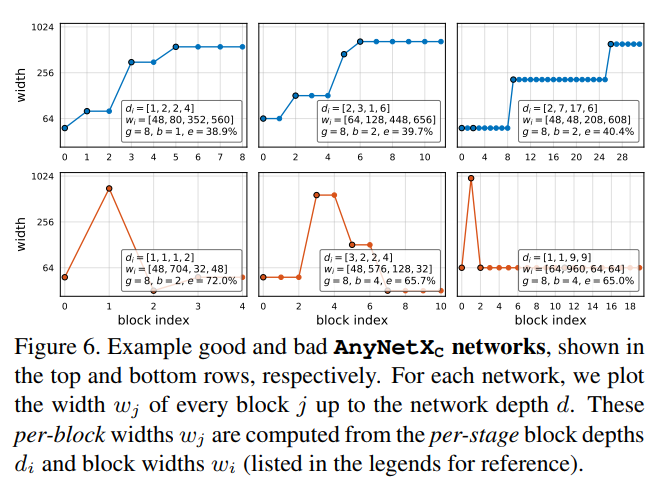 1024
256
64
width
d_i = [1, 2, 2, 4]
w_i = [48, 80, 352, 560]
g = 8, b = 1, e = 38.9%
0 1 2 3 4 5 6 7 8
d_i = [2, 3, 1, 6]
w_i = [64, 128, 448, 656]
g = 8, b = 2, e = 39.7%
0 2 4 6 8 10
d_i = [2, 7, 17, 6]
w_i = [48, 48, 208, 608]
g = 8, b = 2, e = 40.4%
0 4 8 12 16 20 24 28
1024
256
64
width
d_i = [1, 1, 1, 2]
w_i = [48, 704, 32, 48]
g = 8, b = 2, e = 72.0%
0 1 2 3 4
block index
d_i = [3, 2, 2, 4]
w_i = [48, 576, 128, 32]
g = 8, b = 4, e = 65.7%
0 2 4 6 8 10
block index
d_i = [1, 1, 9, 9]
w_i = [64, 960, 64, 64]
g = 8, b = 4, e = 65.0%
0 2 4 6 8 10 12 14 16 18
block index
Figure 6. Example good and bad AnyNetX_C networks, shown in
the top and bottom rows, respectively. For each network, we plot
the width w_j of every block j up to the network depth d. These
per-block widths w_j are computed from the per-stage block depths
d_i and block widths w_i (listed in the legends for reference).